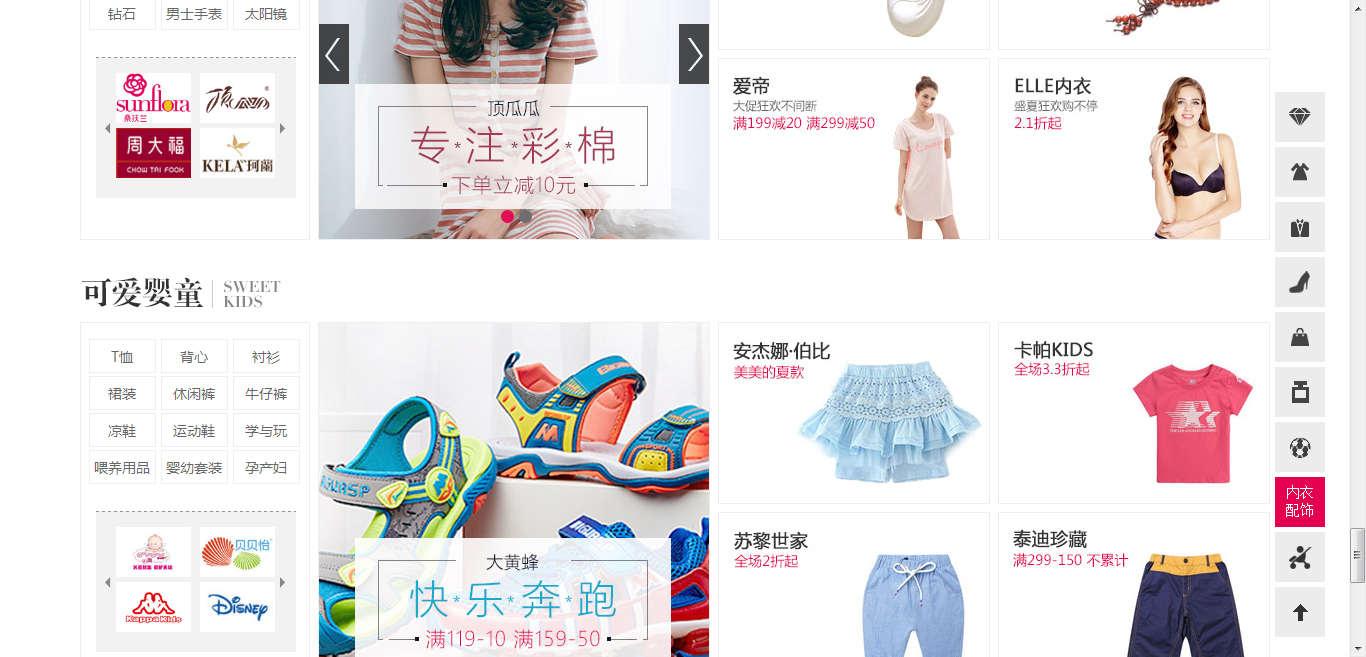 钻石
男士手表
太阳镜
sunflora
桑沃兰
周大福
CHOW TAI FOOK
KELA 珂蘭
顶瓜瓜
专*注*彩*棉
下单立减10元
爱帝
大促狂欢不间断
满199减20 满299减50
ELLE内衣
盛夏狂欢购不停
2.1折起
可爱婴童
SWEET
KIDS
T恤
背心
衬衫
裙装
休闲裤
牛仔裤
凉鞋
运动鞋
学与玩
喂养用品
婴幼套装
孕产妇
贝贝怡
Kappa Kids
Disney
大黄蜂
快*乐*奔*跑
满119-10 满159-50
安杰娜·伯比
美美的夏款
卡帕KIDS
全场3.3折起
苏黎世家
全场2折起
泰迪珍藏
满299-150 不累计
内衣
配饰